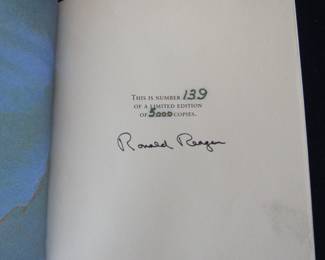 THIS IS NUMBER 139
OF A LIMITED EDITION
OF 5000 COPIES.
Ronald Reagan